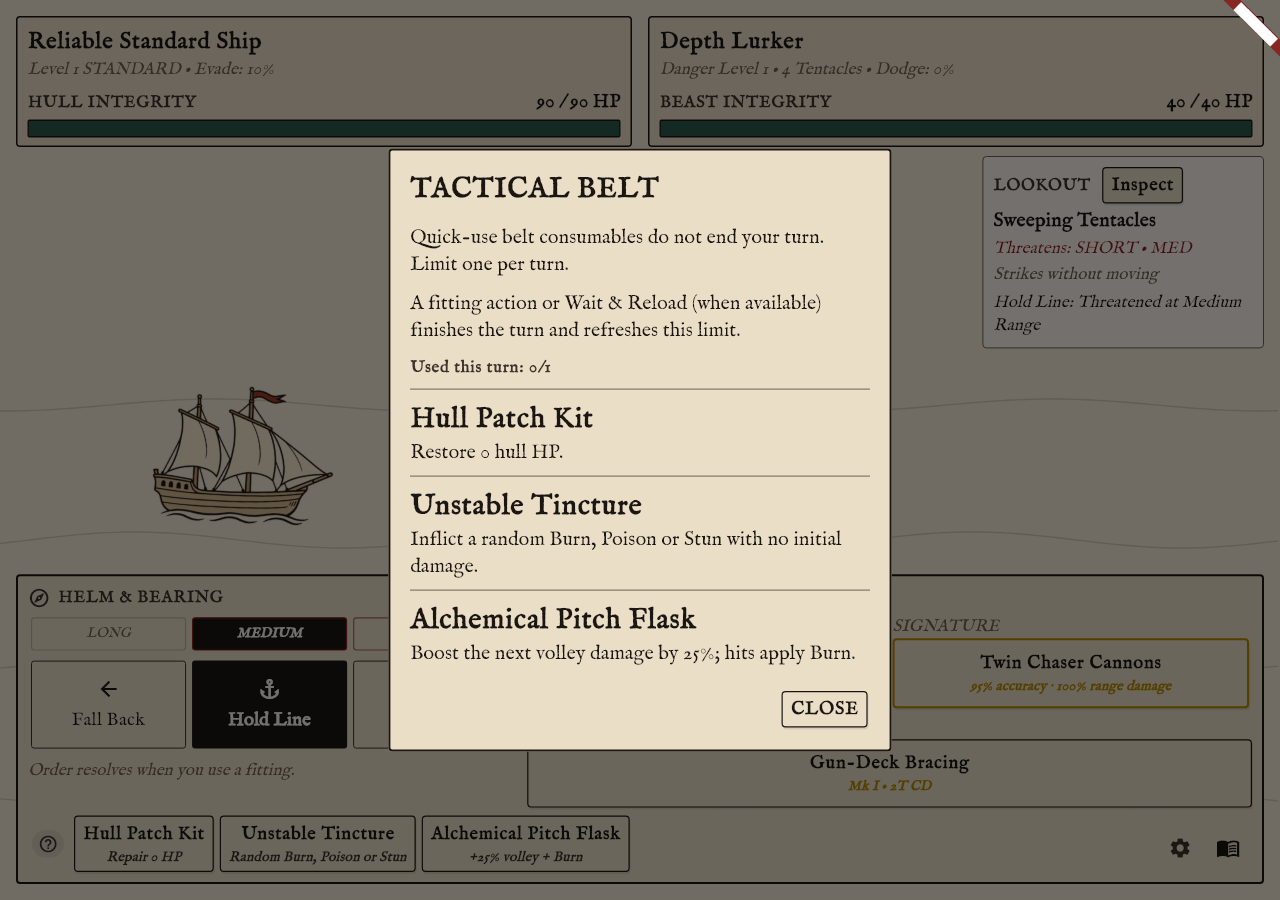 Reliable Standard Ship
Level 1 STANDARD • Evade: 10%
HULL INTEGRITY
90 /90 HP
Depth Lurker
Danger Level 1 • 4 Tentacles • Dodge: 0%
BEAST INTEGRITY
40 /40 HP
LOOKOUT
Inspect
Sweeping Tentacles
Threatens: SHORT • MED
Strikes without moving
Hold Line: Threatened at Medium
Range
TACTICAL BELT
Quick-use belt consumables do not end your turn.
Limit one per turn.
A fitting action or Wait & Reload (when available)
finishes the turn and refreshes this limit.
Used this turn: 0/1
Hull Patch Kit
Restore 0 hull HP.
Unstable Tincture
Inflict a random Burn, Poison or Stun with no initial
damage.
Alchemical Pitch Flask
Boost the next volley damage by 25%; hits apply Burn.
CLOSE
HELM & BEARING
LONG
MEDIUM
Fall Back
Hold Line
Order resolves when you use a fitting.
SIGNATURE
Twin Chaser Cannons
95% accuracy · 100% range damage
Gun-Deck Bracing
Mk I • 2T CD
Hull Patch Kit
Repair 0 HP
Unstable Tincture
Random Burn, Poison or Stun
Alchemical Pitch Flask
+25% volley + Burn